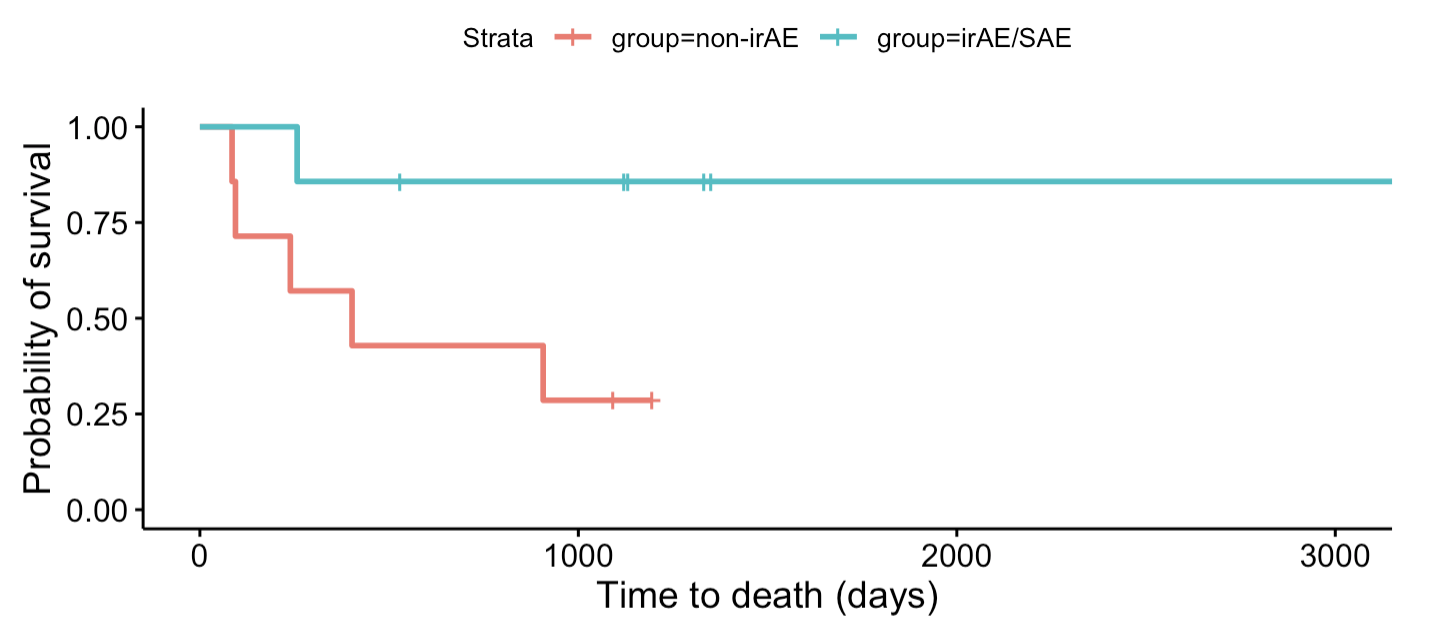 Strata group=non-irAE group=irAE/SAE
Probability of survival
1.00
0.75
0.50
0.25
0.00
0 1000 2000 3000
Time to death (days)